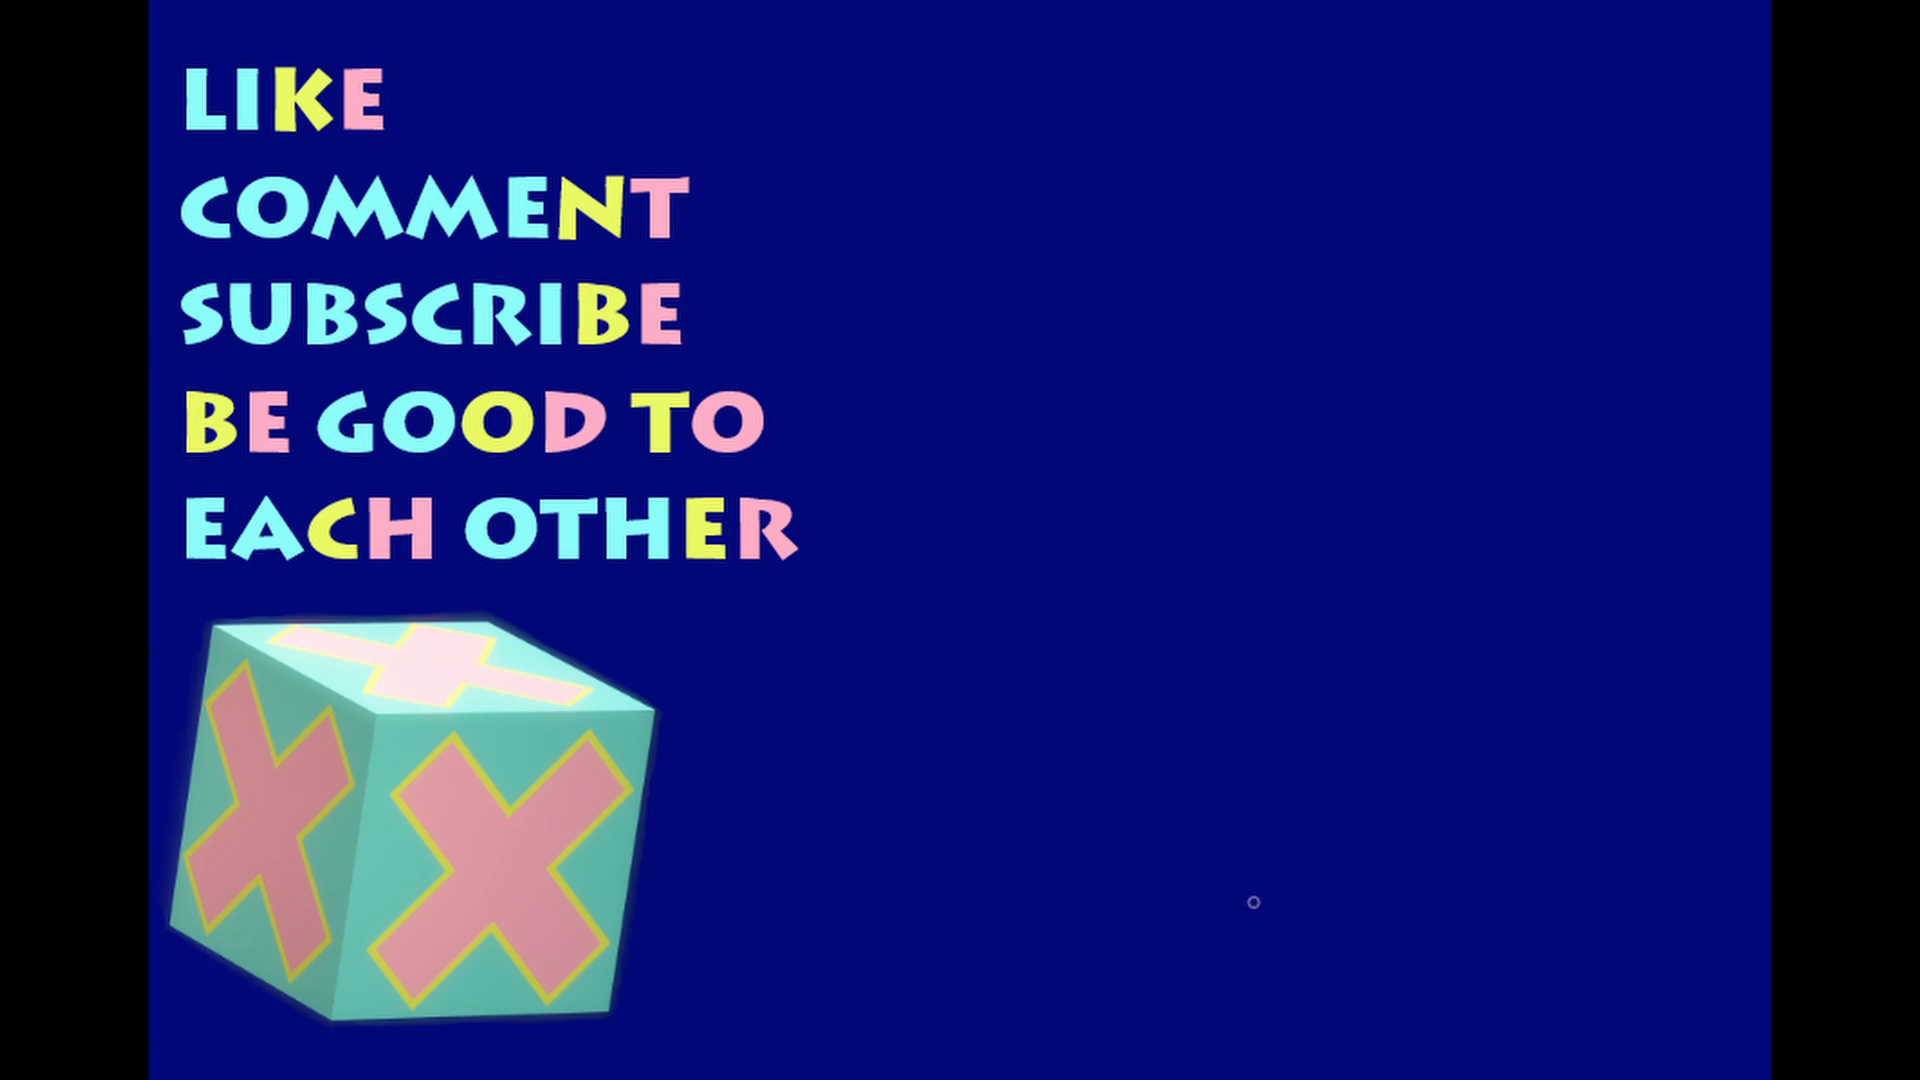 LIKE
COMMENT
SUBSCRIBE
BE GOOD TO
EACH OTHER
X
X
X